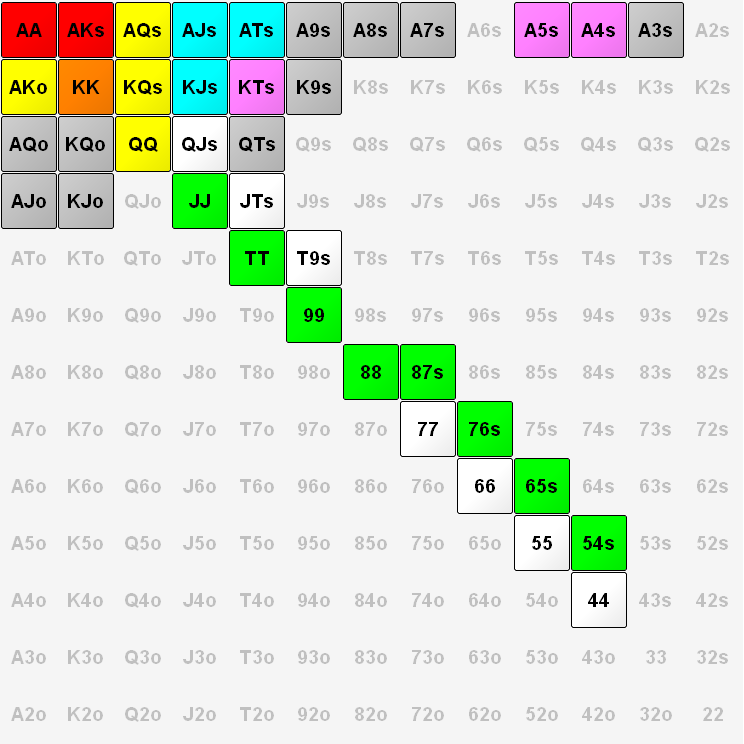 AA AKs AQs AJs ATs A9s A8s A7s A6s A5s A4s A3s A2s
AKo KK KQs KJs KTs K9s K8s K7s K6s K5s K4s K3s K2s
AQo KQo QQ QJs QTs Q9s Q8s Q7s Q6s Q5s Q4s Q3s Q2s
AJo KJo QJo JJ JTs J9s J8s J7s J6s J5s J4s J3s J2s
ATo KTo QTo JTo TT T9s T8s T7s T6s T5s T4s T3s T2s
A9o K9o Q9o J9o T9o 99 98s 97s 96s 95s 94s 93s 92s
A8o K8o Q8o J8o T8o 98o 88 87s 86s 85s 84s 83s 82s
A7o K7o Q7o J7o T7o 97o 87o 77 76s 75s 74s 73s 72s
A6o K6o Q6o J6o T6o 96o 86o 76o 66 65s 64s 63s 62s
A5o K5o Q5o J5o T5o 95o 85o 75o 65o 55 54s 53s 52s
A4o K4o Q4o J4o T4o 94o 84o 74o 64o 54o 44 43s 42s
A3o K3o Q3o J3o T3o 93o 83o 73o 63o 53o 43o 33 32s
A2o K2o Q2o J2o T2o 92o 82o 72o 62o 52o 42o 32o 22